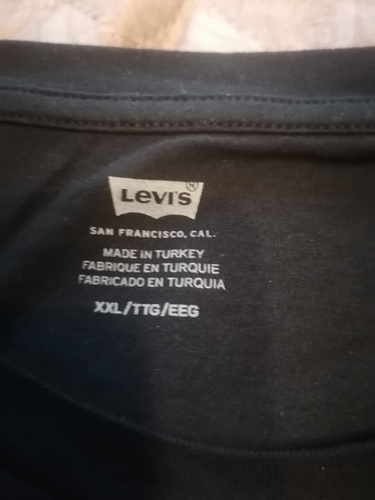 Levi's®
SAN FRANCISCO, CAL.
MADE IN TURKEY
FABRIQUE EN TURQUIE
FABRICADO EN TURQUIA
XXL/TTG/EEG